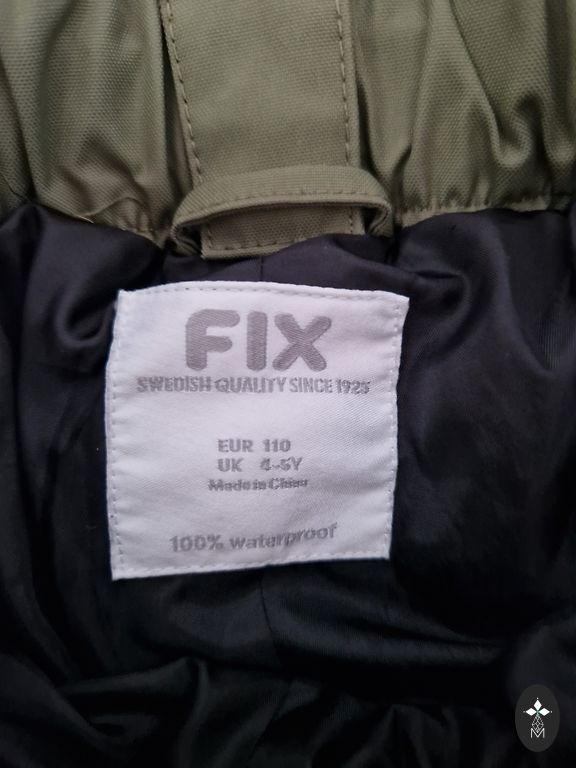 FIX
SWEDISH QUALITY SINCE 1925
EUR 110
UK 4-5Y
Made in China
100% waterproof
M